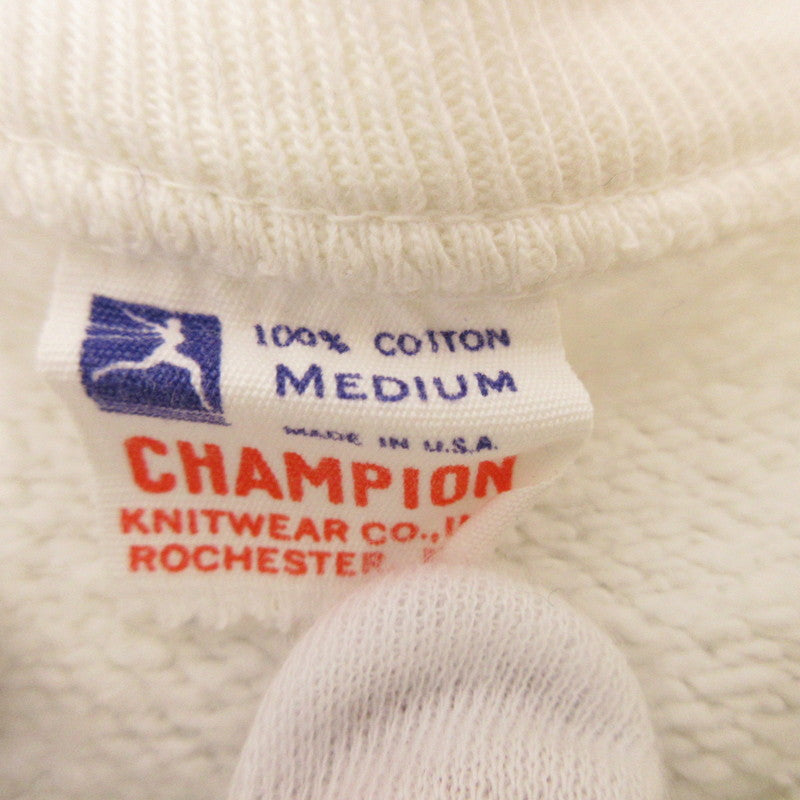 100% COTTON
MEDIUM
MADE IN U.S.A.
CHAMPION
KNITWEAR CO.,
ROCHESTER,